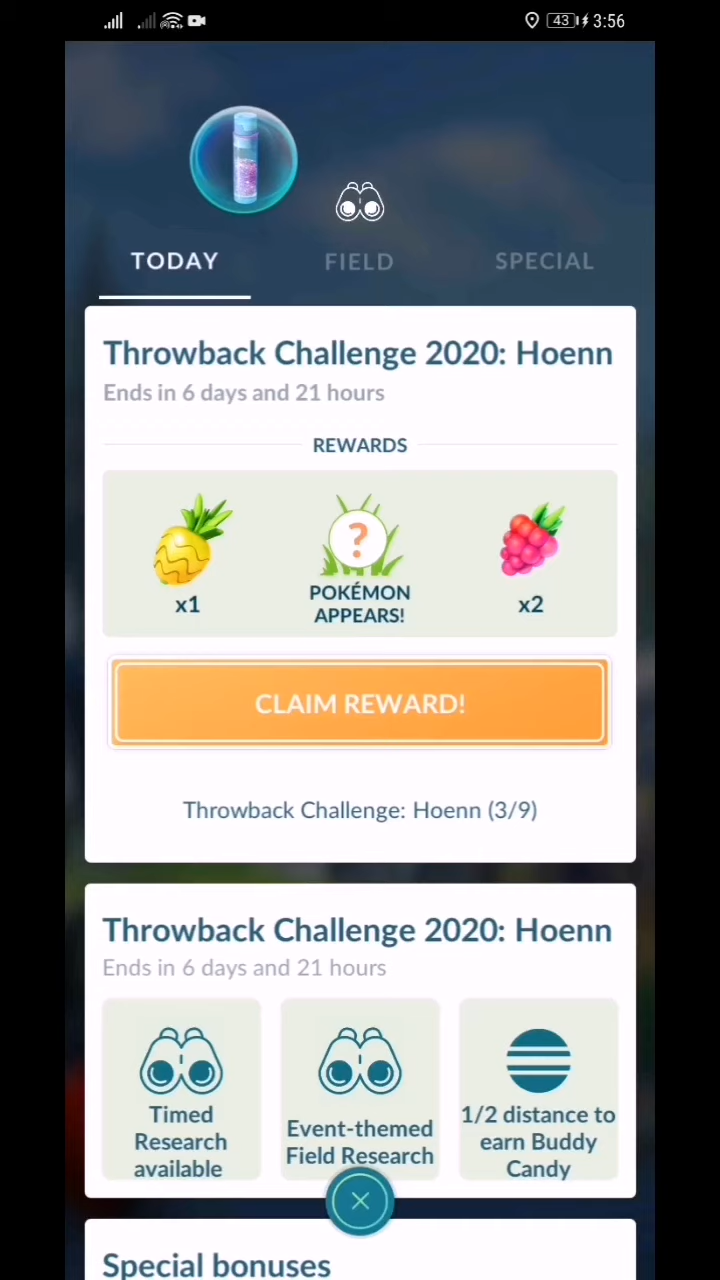 43 3:56
TODAY FIELD SPECIAL
Throwback Challenge 2020: Hoenn
Ends in 6 days and 21 hours
REWARDS
?
x1
POKÉMON
APPEARS!
x2
CLAIM REWARD!
Throwback Challenge: Hoenn (3/9)
Throwback Challenge 2020: Hoenn
Ends in 6 days and 21 hours
Timed
Research
available
Event-themed
Field Research
1/2 distance to
earn Buddy
Candy
Special bonuses